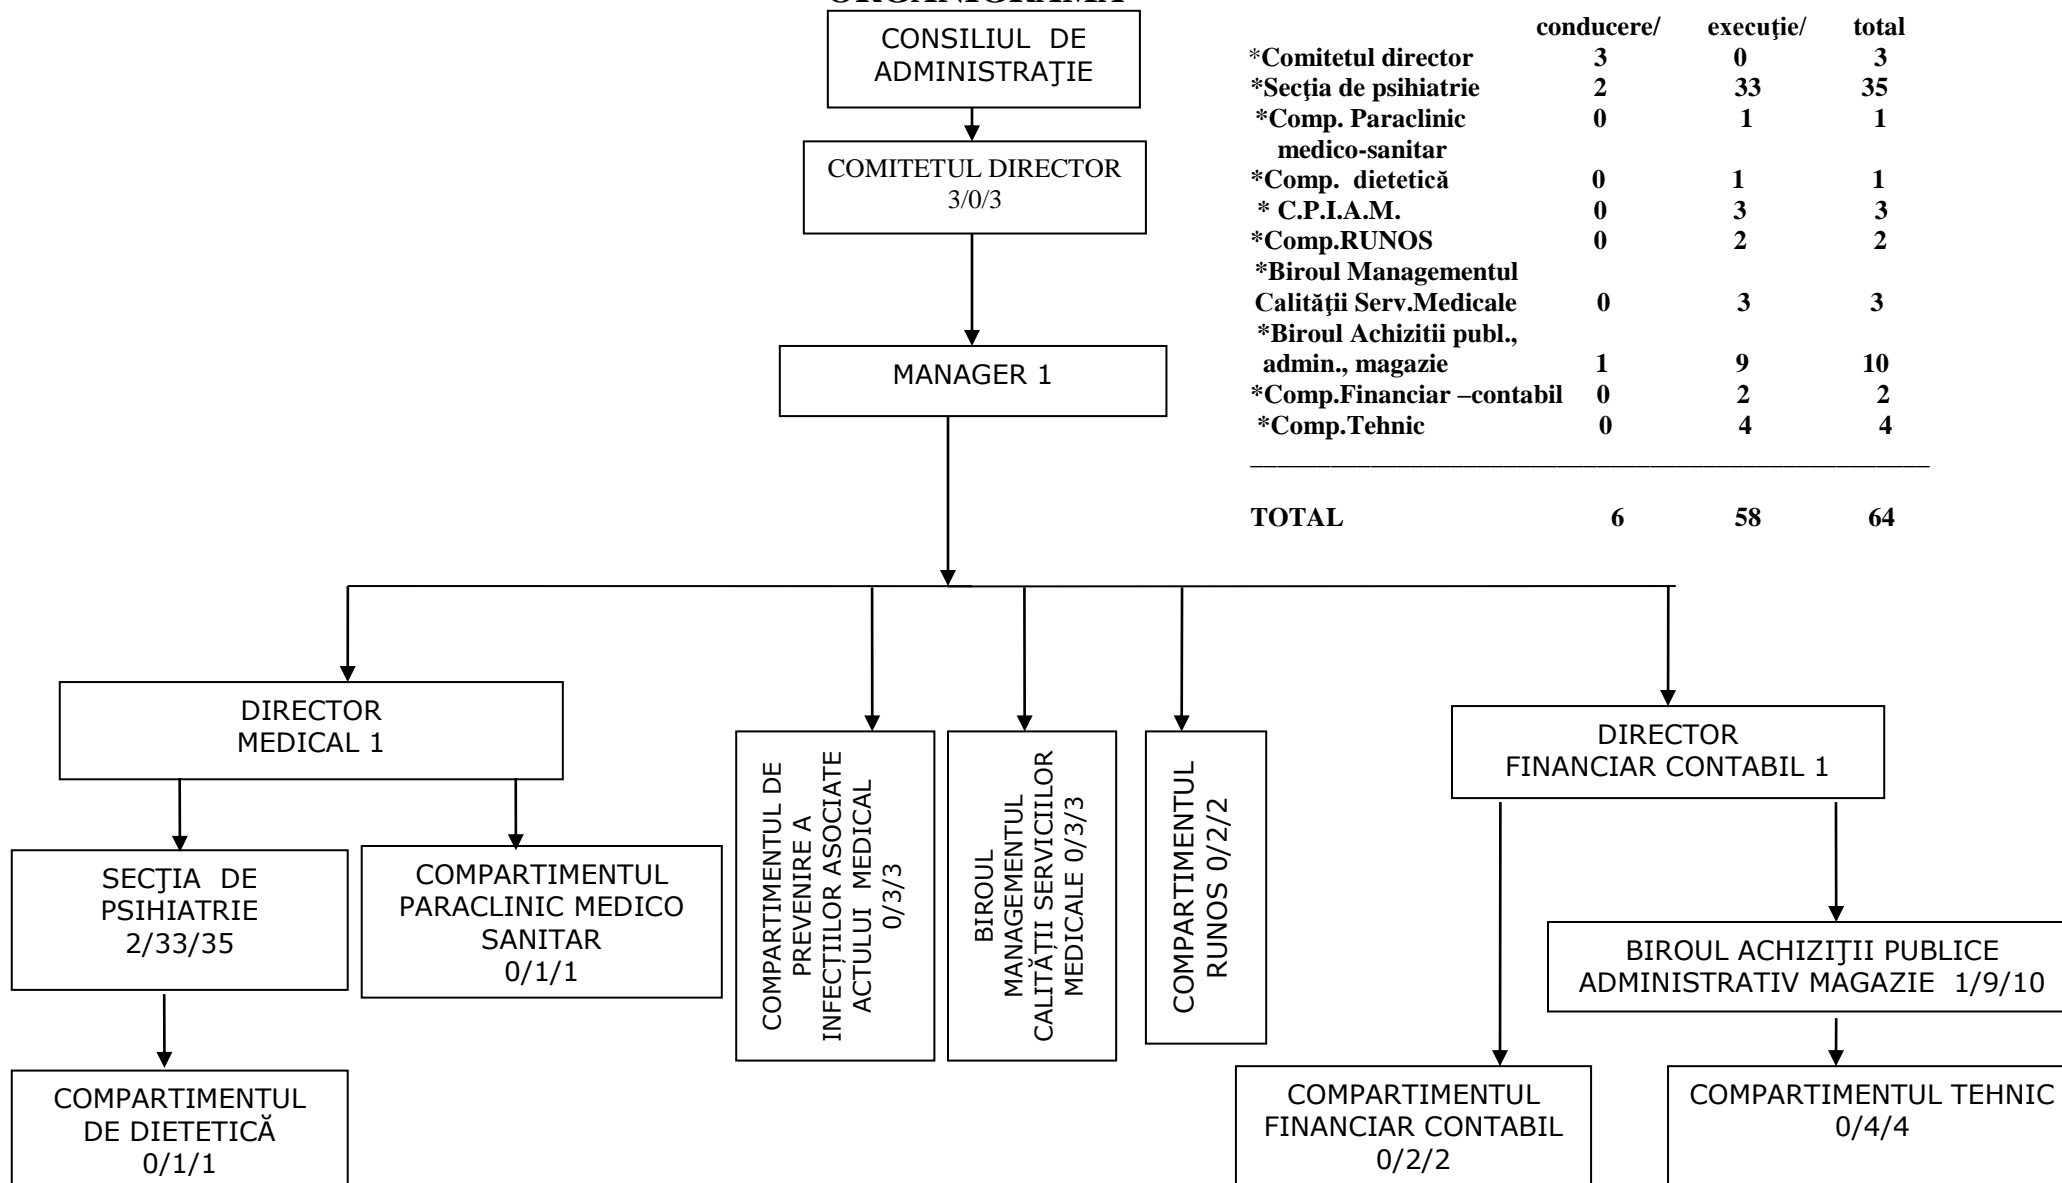 ORGANIGRAMA
CONSILIUL DE
ADMINISTRAŢIE
COMITETUL DIRECTOR
3/0/3
MANAGER 1
conducere/ execuţie/ total
*Comitetul director 3 0 3
*Secţia de psihiatrie 2 33 35
*Comp. Paraclinic 0 1 1
medico-sanitar
*Comp. dietetică 0 1 1
* C.P.I.A.M. 0 3 3
*Comp.RUNOS 0 2 2
*Biroul Managementul
Calităţii Serv.Medicale 0 3 3
*Biroul Achizitii publ.,
admin., magazie 1 9 10
*Comp.Financiar –contabil 0 2 2
*Comp.Tehnic 0 4 4
TOTAL 6 58 64
DIRECTOR
MEDICAL 1
SECŢIA DE
PSIHIATRIE
2/33/35
COMPARTIMENTUL
PARACLINIC MEDICO
SANITAR
0/1/1
COMPARTIMENTUL
DE DIETETICĂ
0/1/1
COMPARTIMENTUL DE
PREVENIRE A
INFECȚIILOR ASOCIATE
ACTULUI MEDICAL
0/3/3
BIROUL
MANAGEMENTUL
CALITĂȚII SERVICIILOR
MEDICALE 0/3/3
COMPARTIMENTUL
RUNOS 0/2/2
DIRECTOR
FINANCIAR CONTABIL 1
BIROUL ACHIZIŢII PUBLICE
ADMINISTRATIV MAGAZIE 1/9/10
COMPARTIMENTUL
FINANCIAR CONTABIL
0/2/2
COMPARTIMENTUL TEHNIC
0/4/4